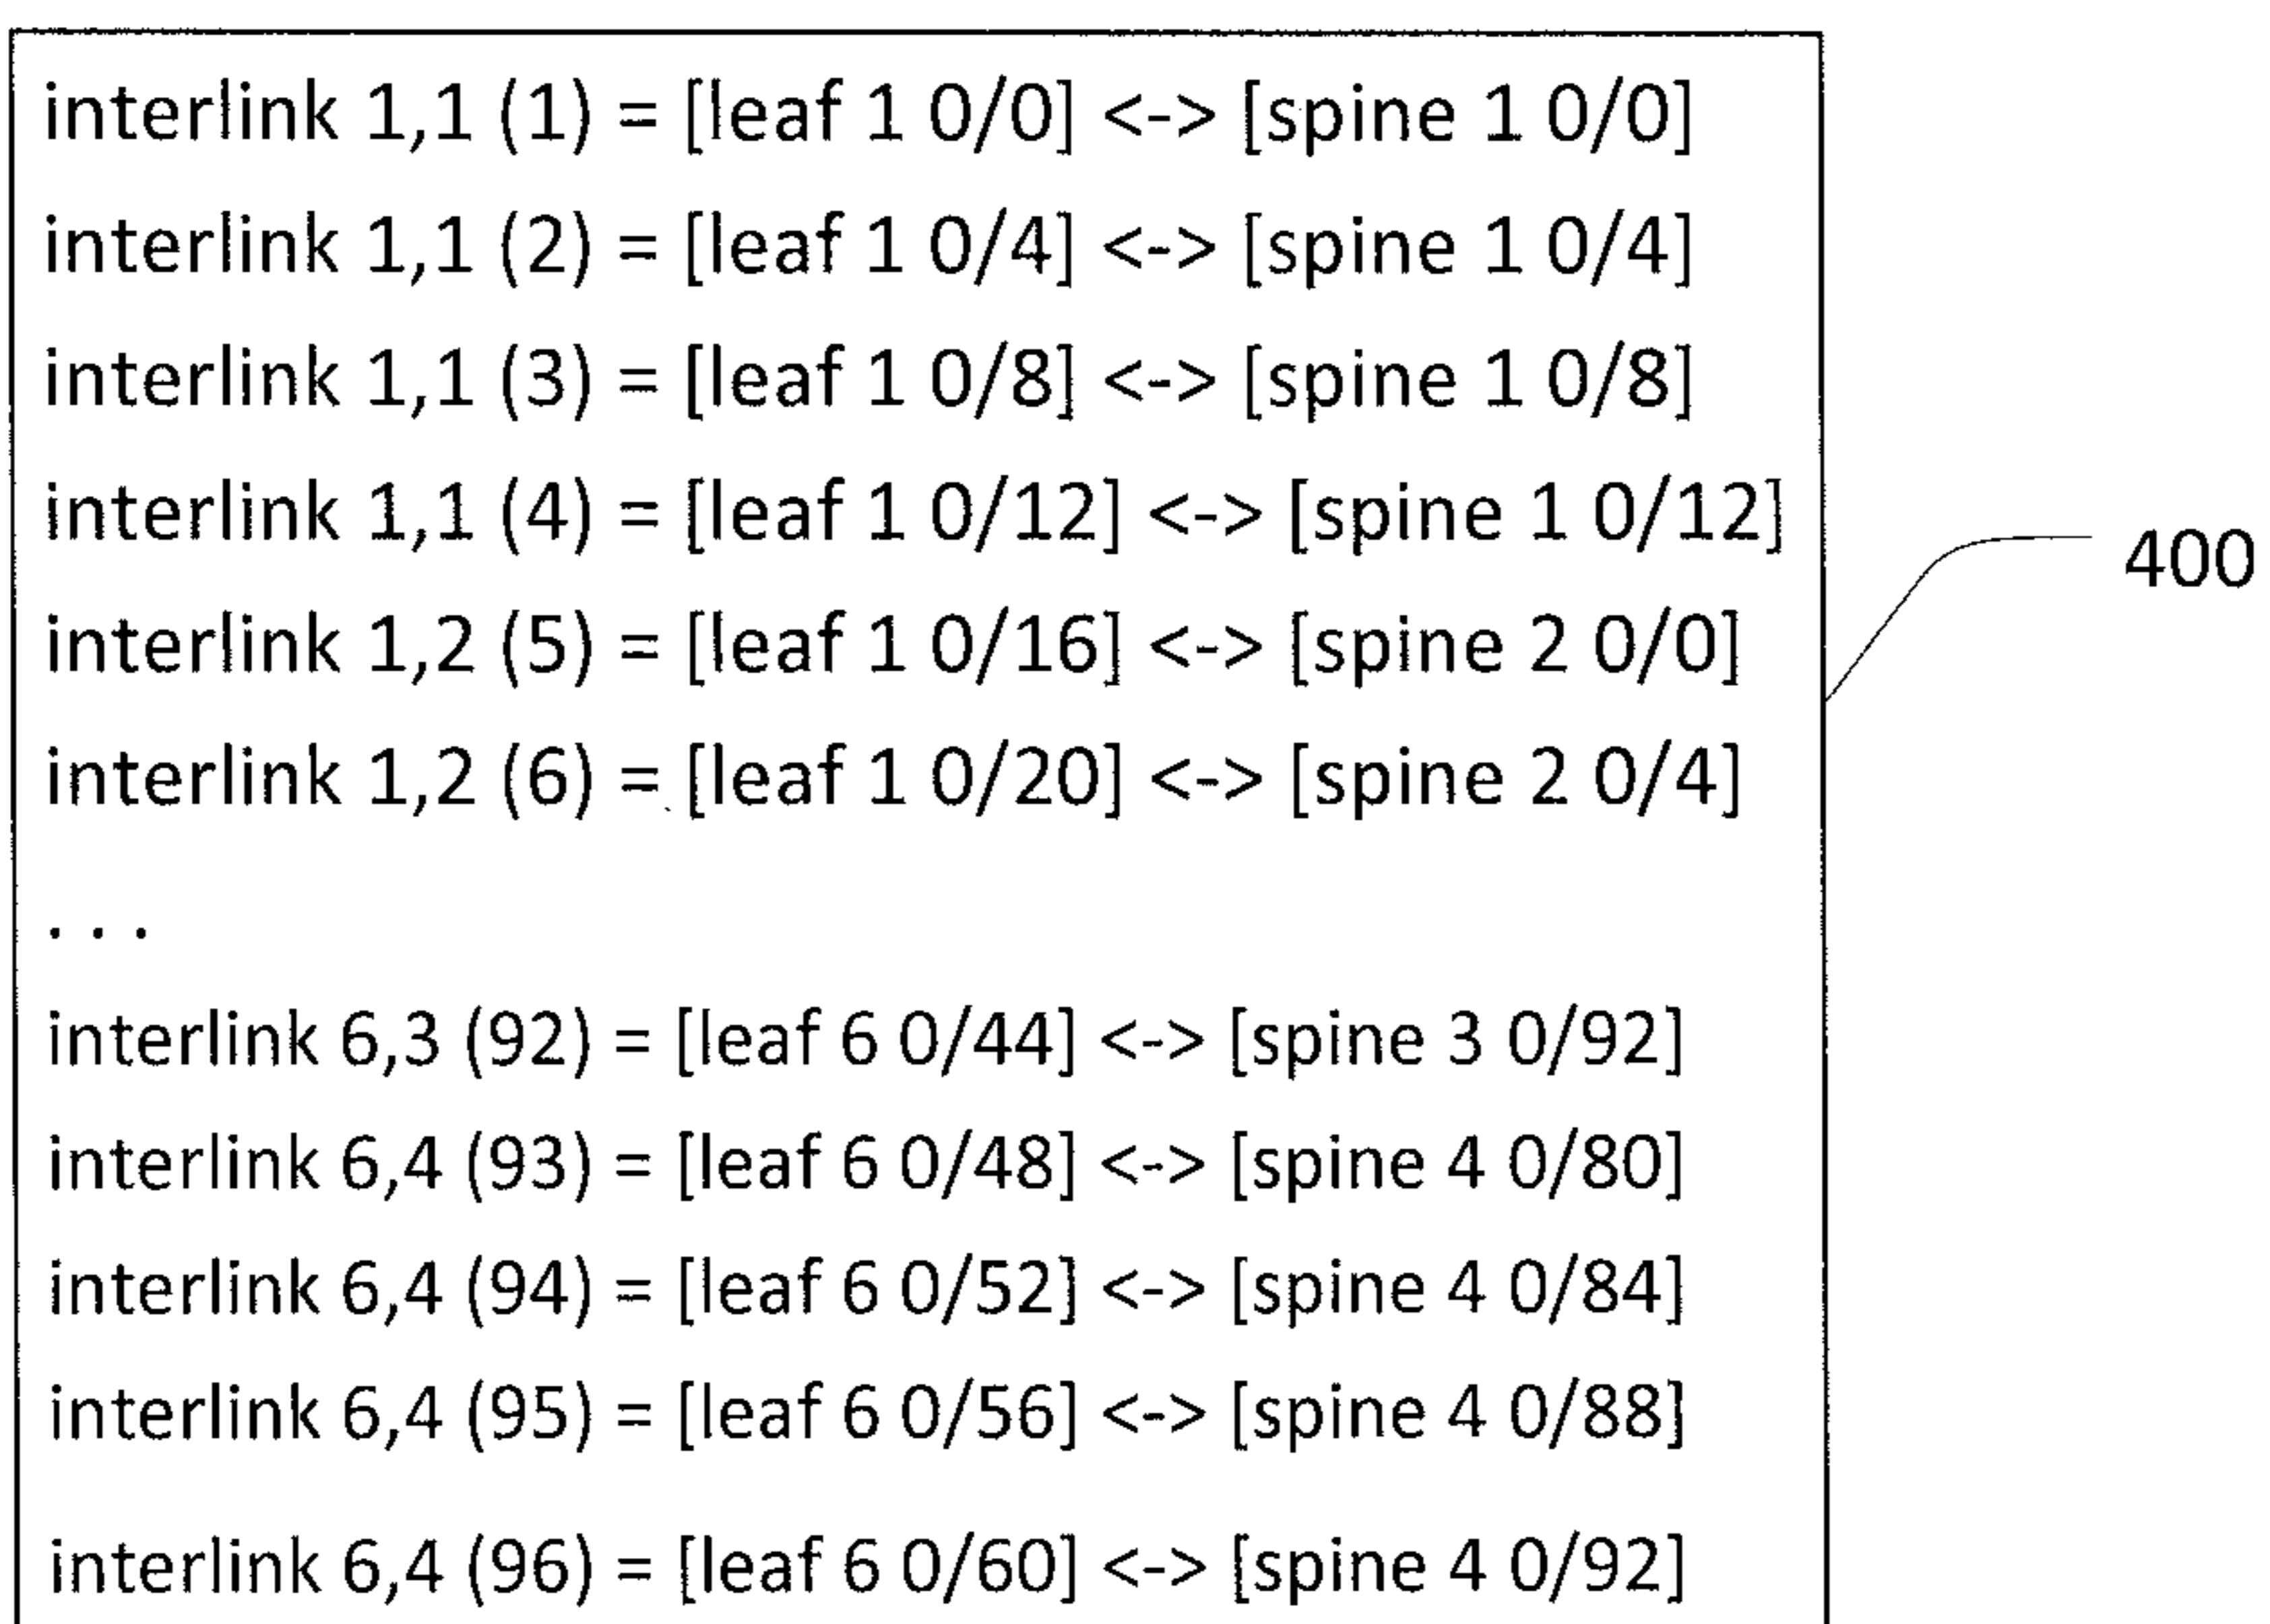 interlink 1,1 (1) = [leaf 1 0/0] <-> [spine 1 0/0]
interlink 1,1 (2) = [leaf 1 0/4] <-> [spine 1 0/4]
interlink 1,1 (3) = [leaf 1 0/8] <-> [spine 1 0/8]
interlink 1,1 (4) = [leaf 1 0/12] <-> [spine 1 0/12]
400
interlink 1,2 (5) = [leaf 1 0/16] <-> [spine 2 0/0]
interlink 1,2 (6) = [leaf 1 0/20] <-> [spine 2 0/4]
. . .
interlink 6,3 (92) = [leaf 6 0/44] <-> [spine 3 0/92]
interlink 6,4 (93) = [leaf 6 0/48] <-> [spine 4 0/80]
interlink 6,4 (94) = [leaf 6 0/52] <-> [spine 4 0/84]
interlink 6,4 (95) = [leaf 6 0/56] <-> [spine 4 0/88]
interlink 6,4 (96) = [leaf 6 0/60] <-> [spine 4 0/92]